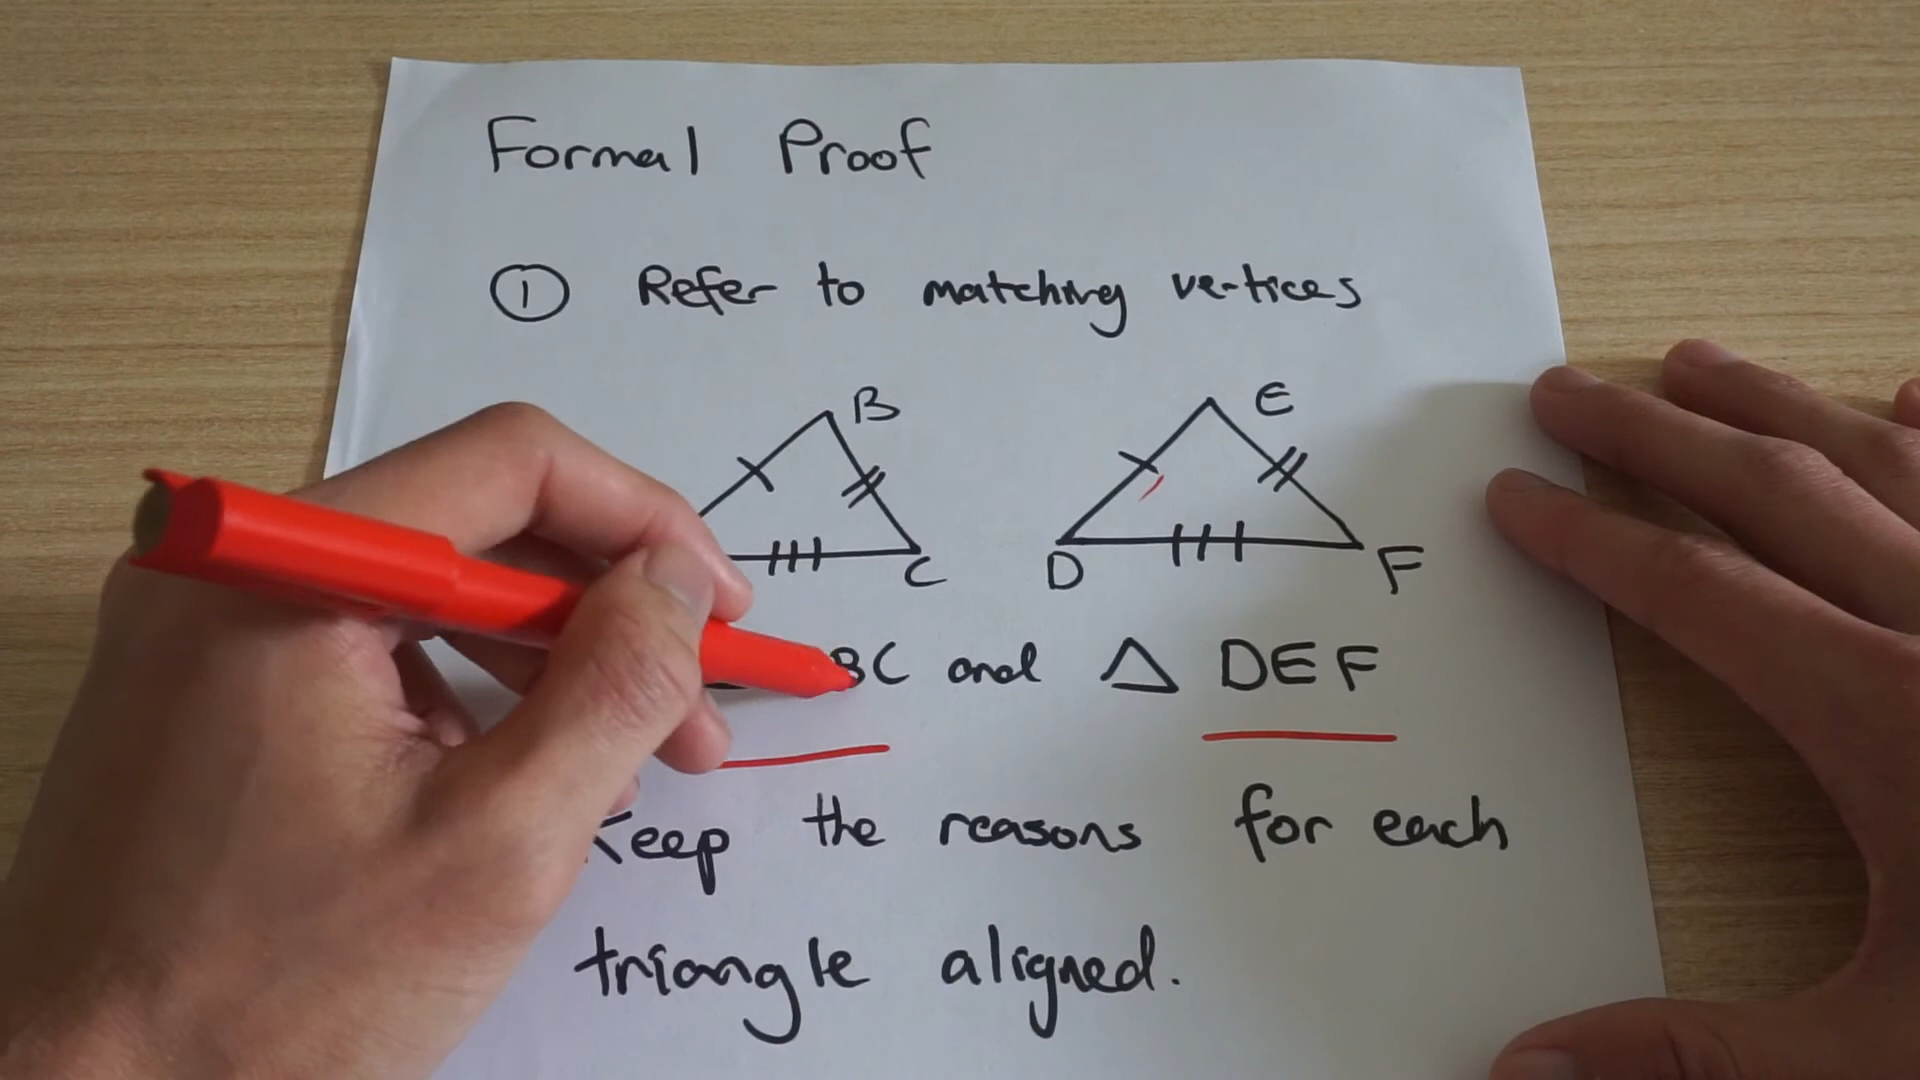 Formal Proof
① Refer to matching vertices
B E
C D F
BC and △ DEF
Keep the reasons for each
triangle aligned.